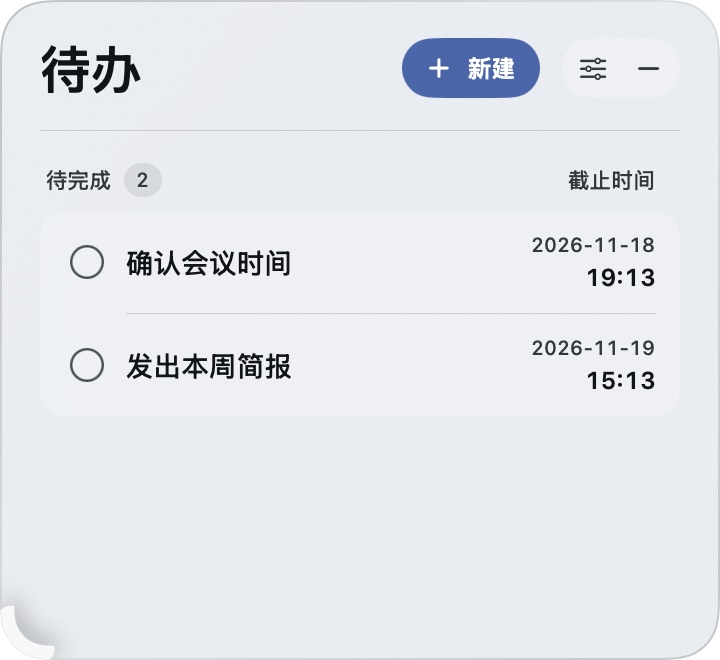 待办
+ 新建
待完成 2 截止时间
确认会议时间 2026-11-18
19:13
发出本周简报 2026-11-19
15:13